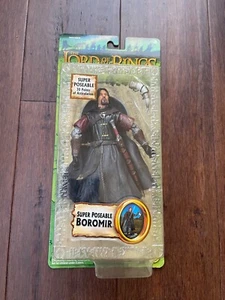 THE
LORD OF THE RINGS
SUPER
POSEABLE
SUPER POSEABLE
BOROMIR